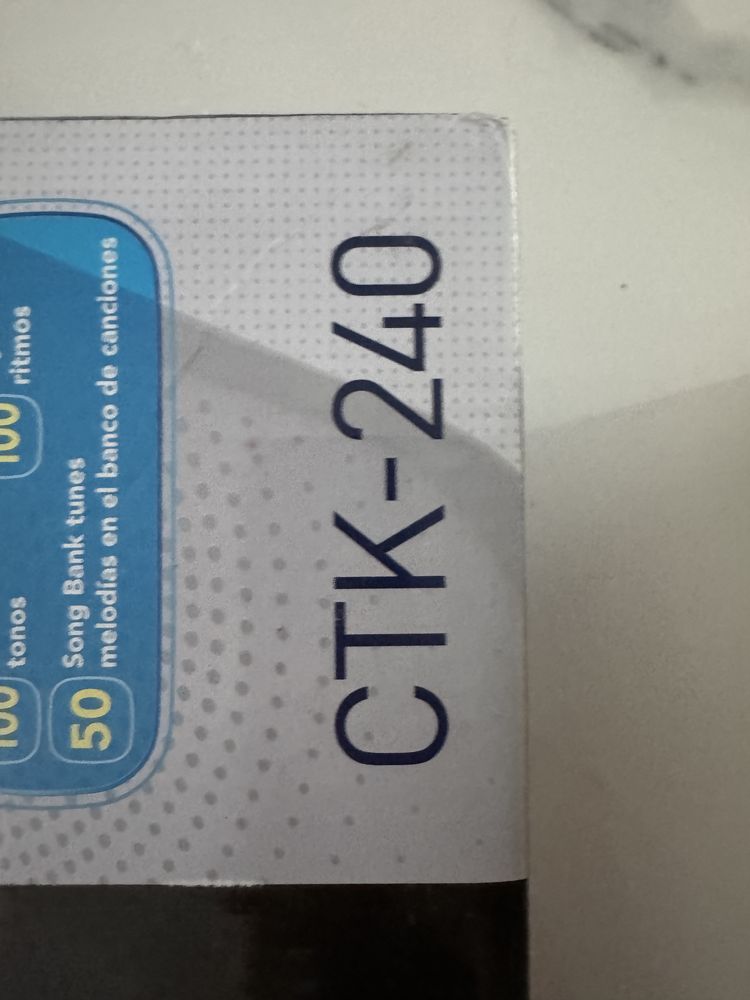 100 tonos
100 ritmos
50 Song Bank tunes
melodías en el banco de canciones
CTK-240